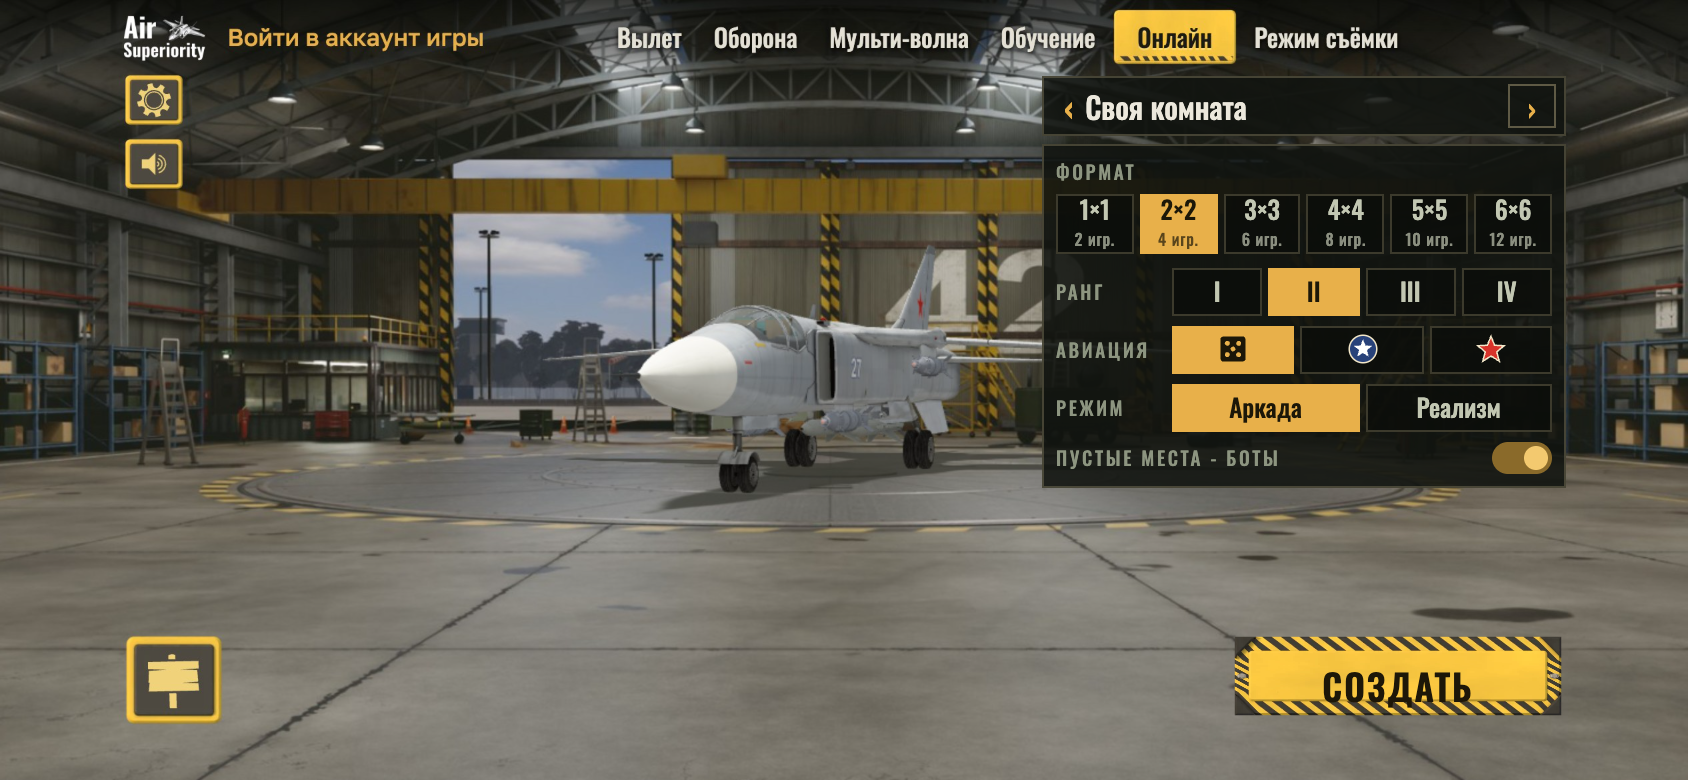 Air
Superiority
Войти в аккаунт игры
Вылет
Оборона
Мульти-волна
Обучение
Онлайн
Режим съёмки
Своя комната
ФОРМАТ
1×1
2 игр.
2×2
4 игр.
3×3
6 игр.
4×4
8 игр.
5×5
10 игр.
6×6
12 игр.
РАНГ
I
II
III
IV
АВИАЦИЯ
РЕЖИМ
Аркада
Реализм
ПУСТЫЕ МЕСТА - БОТЫ
27
12
СОЗДАТЬ